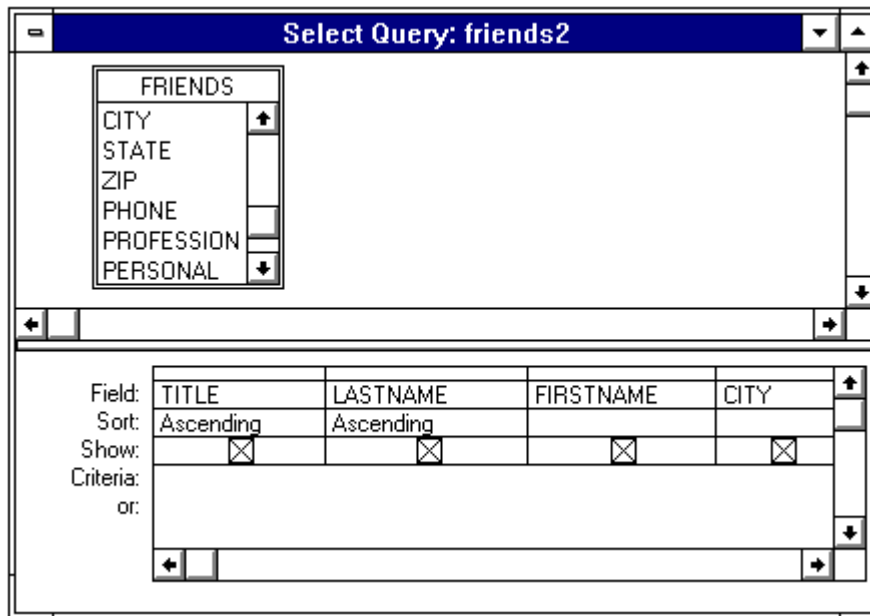 Select Query: friends2
FRIENDS
CITY
STATE
ZIP
PHONE
PROFESSION
PERSONAL
Field: TITLE LASTNAME FIRSTNAME CITY
Sort: Ascending Ascending
Show:
Criteria:
or: